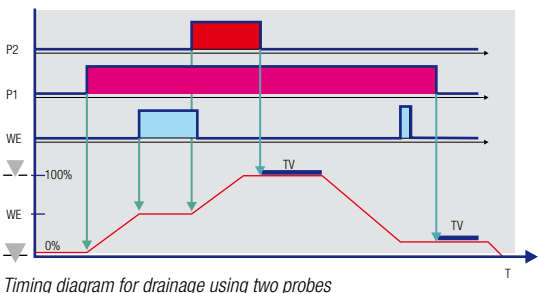 P2
P1
WE
100%
TV
WE
0%
TV
T
Timing diagram for drainage using two probes